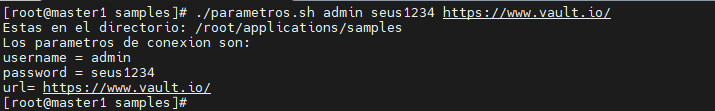 [root@master1 samples]# ./parametros.sh admin seus1234 https://www.vault.io/
Estas en el directorio: /root/applications/samples
Los parametros de conexion son:
username = admin
password = seus1234
url= https://www.vault.io/
[root@master1 samples]#